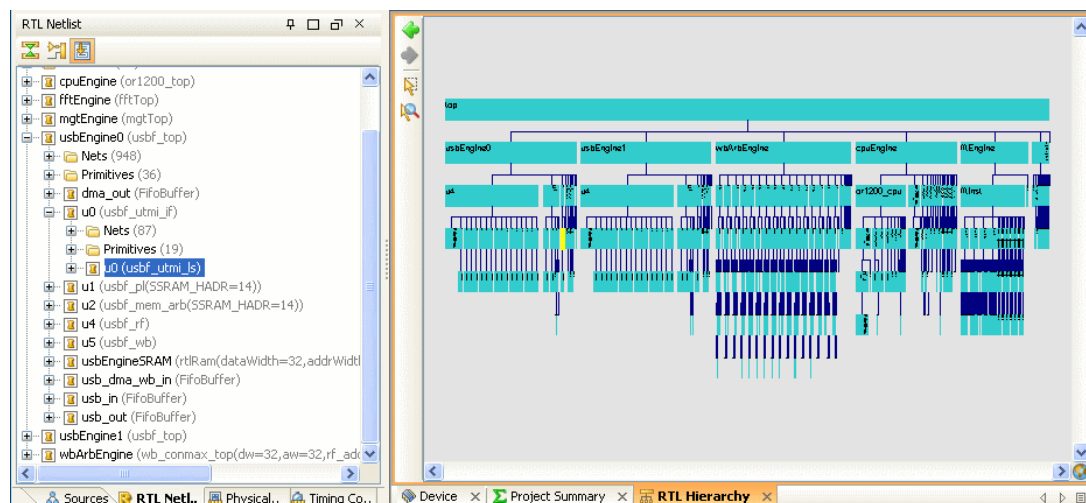 RTL Netlist
cpuEngine (or1200_top)
fftEngine (fftTop)
mgtEngine (mgtTop)
usbEngine0 (usbf_top)
Nets (948)
Primitives (36)
dma_out (FifoBuffer)
u0 (usbf_utmi_if)
Nets (87)
Primitives (19)
u0 (usbf_utmi_ls)
u1 (usbf_pl(SSRAM_HADR=14))
u2 (usbf_mem_arb(SSRAM_HADR=14))
u4 (usbf_rf)
u5 (usbf_wb)
usbEngineSRAM (rtlRam(dataWidth=32,addrWidt
usb_dma_wb_in (FifoBuffer)
usb_in (FifoBuffer)
usb_out (FifoBuffer)
usbEngine1 (usbf_top)
wbArbEngine (wb_conmax_top(dw=32,aw=32,rf_add
Sources RTL Netl.. Physical.. Timing Co..
top
usbEngine0 usbEngine1 wbArbEngine cpuEngine fftEngine
u4 u4 or1200_cpu fftInst
Device Project Summary RTL Hierarchy